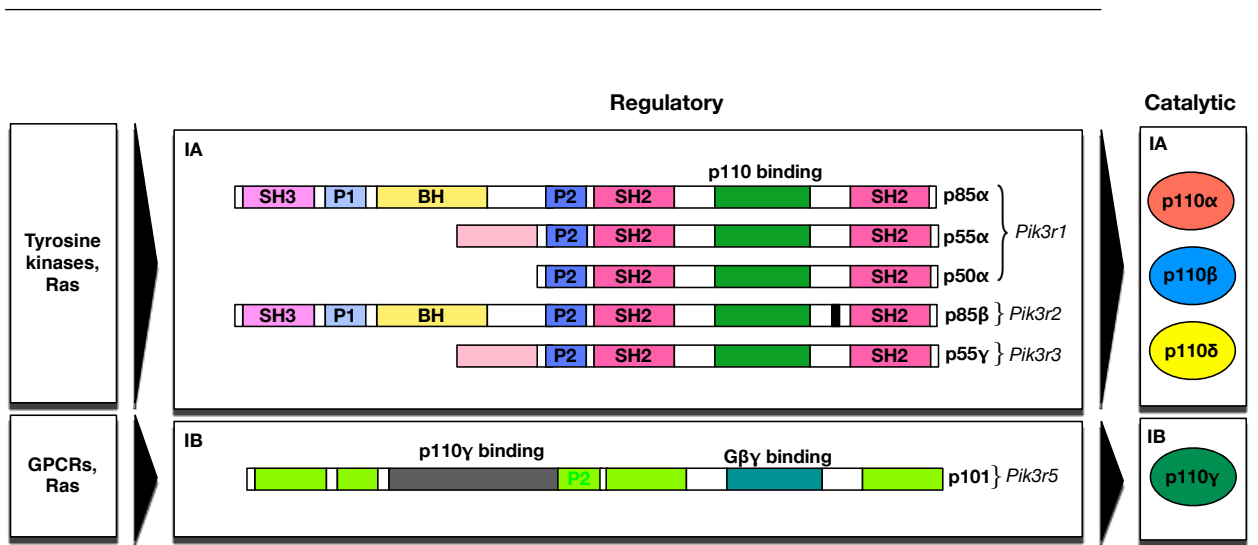 Regulatory
Catalytic
Tyrosine
kinases,
Ras
IA
p110 binding
SH3 P1 BH P2 SH2 SH2 p85α
P2 SH2 SH2 p55α
P2 SH2 SH2 p50α
Pik3r1
SH3 P1 BH P2 SH2 SH2 p85β } Pik3r2
P2 SH2 SH2 p55γ } Pik3r3
IA
p110α
p110β
p110δ
GPCRs,
Ras
IB
p110γ binding
Gβγ binding
P2 p101 } Pik3r5
IB
p110γ